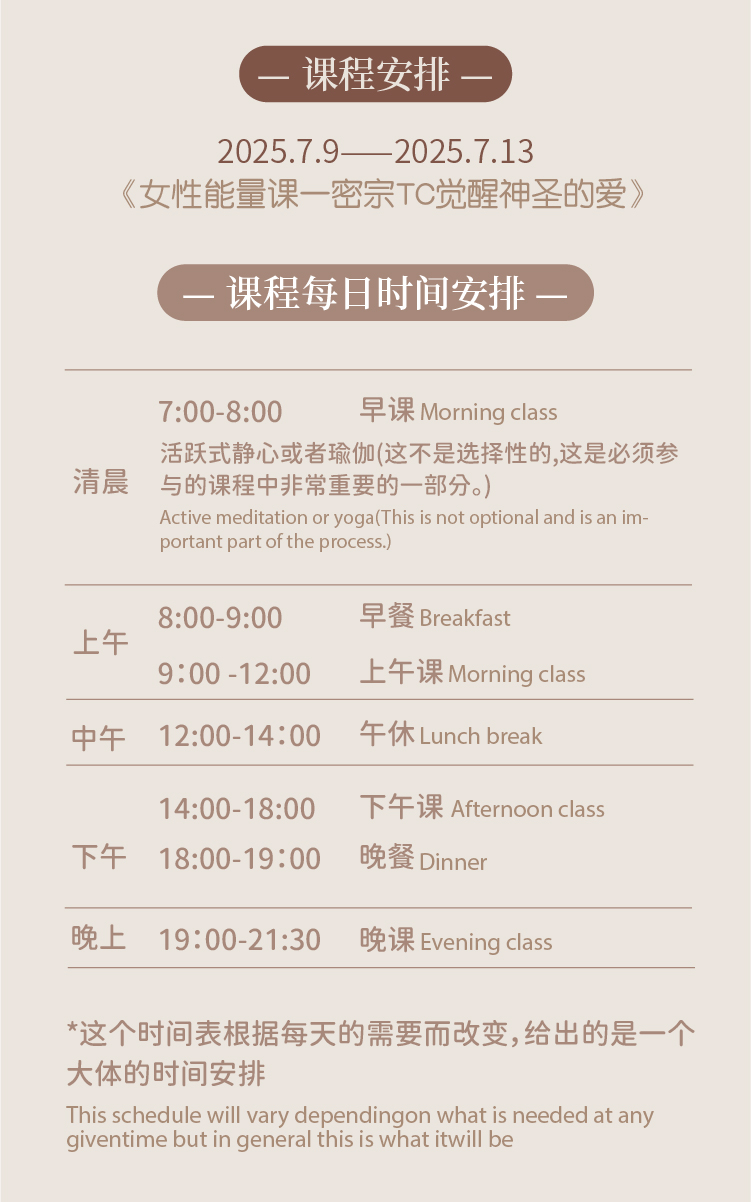 — 课程安排 —
2025.7.9——2025.7.13
《女性能量课一密宗TC觉醒神圣的爱》
— 课程每日时间安排 —
清晨
7:00-8:00 早课 Morning class
活跃式静心或者瑜伽(这不是选择性的,这是必须参
与的课程中非常重要的一部分。)
Active meditation or yoga(This is not optional and is an im-
portant part of the process.)
上午
8:00-9:00 早餐 Breakfast
9：00 -12:00 上午课 Morning class
中午 12:00-14：00 午休 Lunch break
下午
14:00-18:00 下午课 Afternoon class
18:00-19：00 晚餐 Dinner
晚上 19：00-21:30 晚课 Evening class
*这个时间表根据每天的需要而改变，给出的是一个
大体的时间安排
This schedule will vary dependingon what is needed at any
giventime but in general this is what itwill be